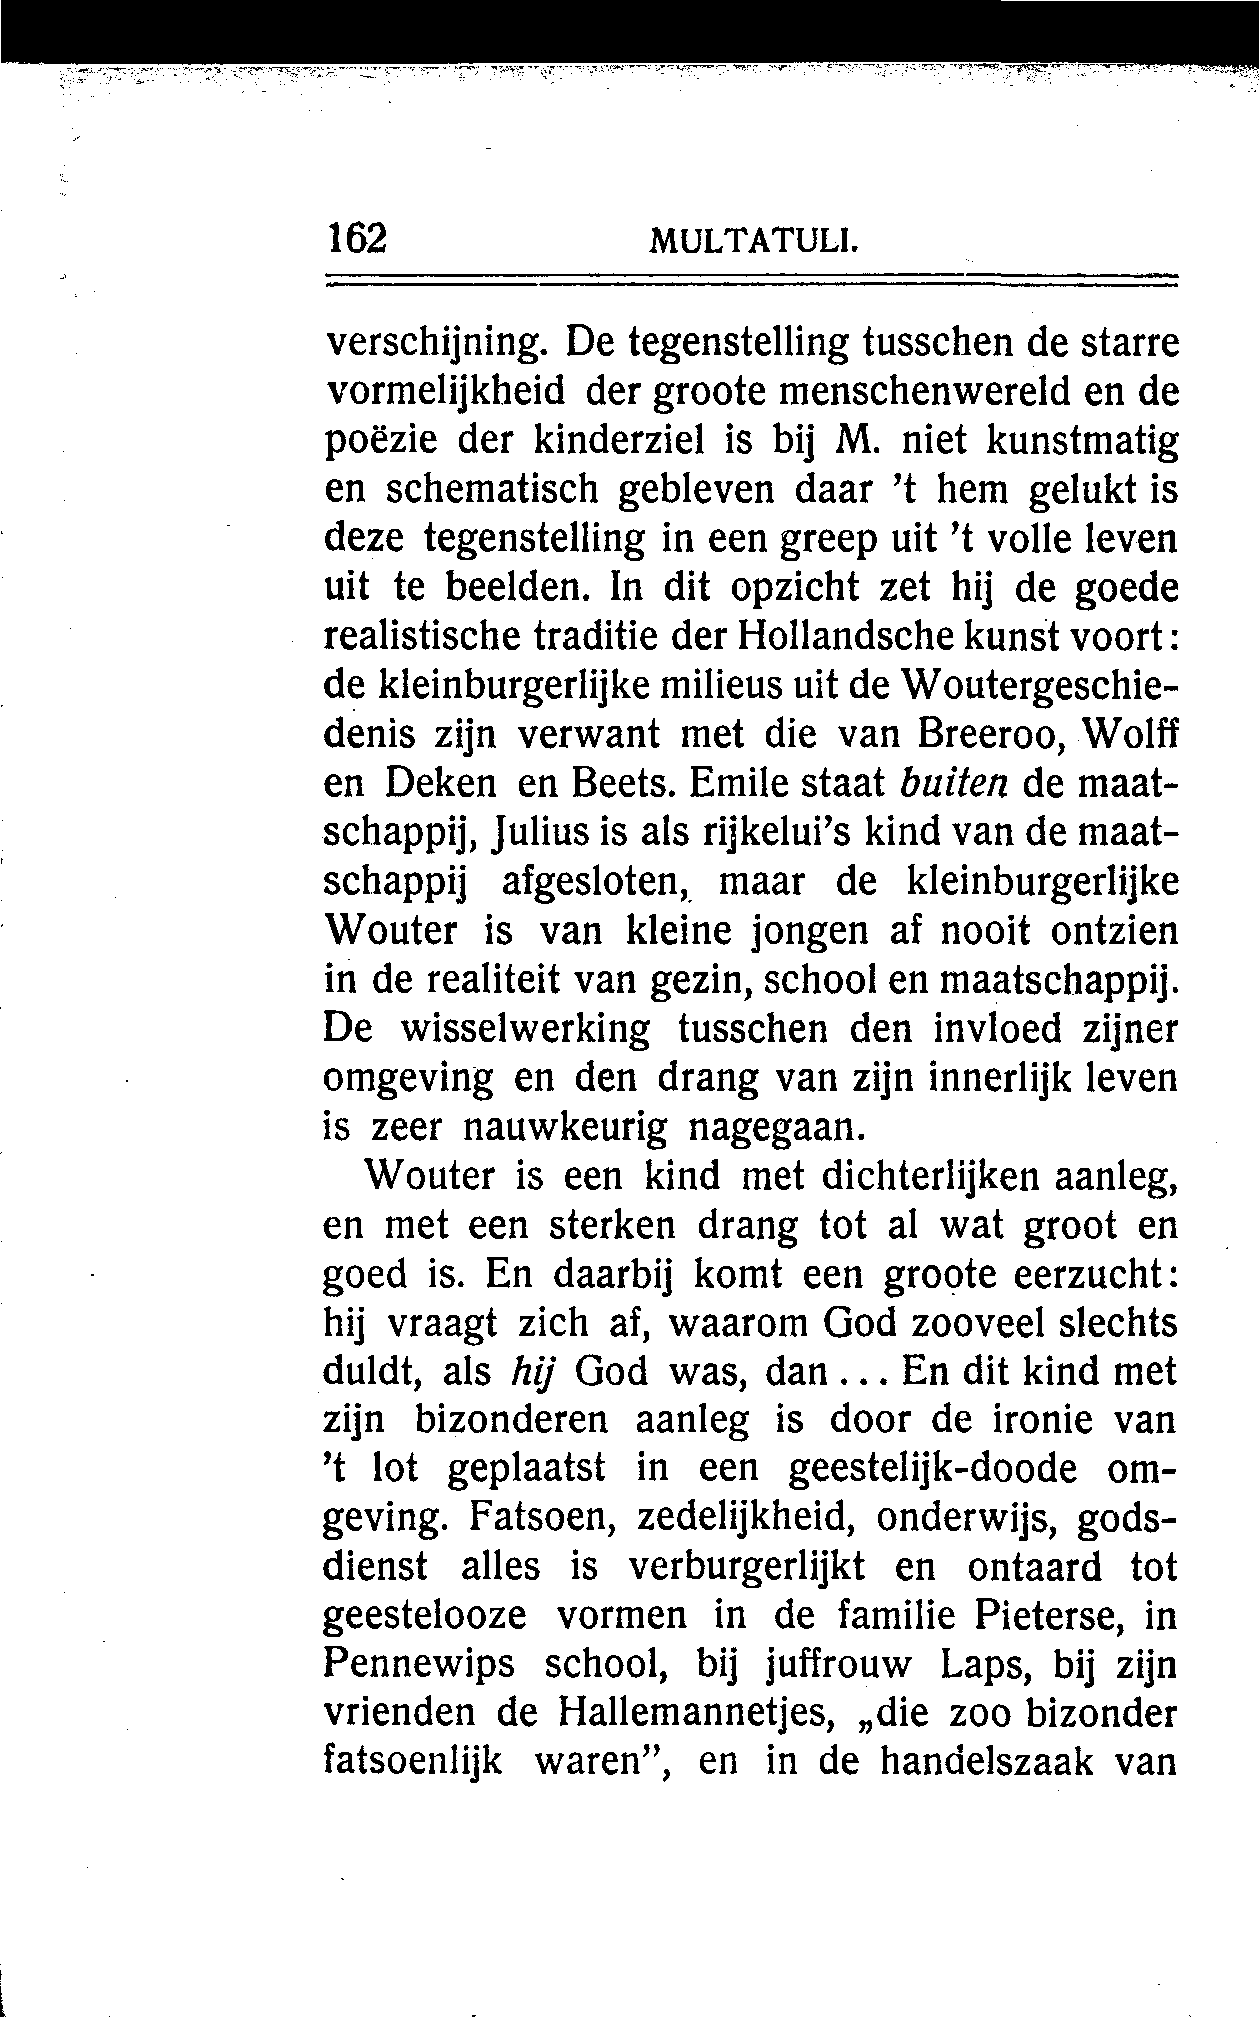 162 MULTATULI.
verschijning. De tegenstelling tusschen de starre
vormelijkheid der groote menschenwereld en de
poëzie der kinderziel is bij M. niet kunstmatig
en schematisch gebleven daar 't hem gelukt is
deze tegenstelling in een greep uit 't volle leven
uit te beelden. In dit opzicht zet hij de goede
realistische traditie der Hollandsche kunst voort:
de kleinburgerlijke milieus uit de Woutergeschie-
denis zijn verwant met die van Breeroo, Wolff
en Deken en Beets. Emile staat buiten de maat-
schappij, Julius is als rijkelui's kind van de maat-
schappij afgesloten, maar de kleinburgerlijke
Wouter is van kleine jongen af nooit ontzien
in de realiteit van gezin, school en maatschappij.
De wisselwerking tusschen den invloed zijner
omgeving en den drang van zijn innerlijk leven
is zeer nauwkeurig nagegaan.
Wouter is een kind met dichterlijken aanleg,
en met een sterken drang tot al wat groot en
goed is. En daarbij komt een groote eerzucht:
hij vraagt zich af, waarom God zooveel slechts
duldt, als hij God was, dan ... En dit kind met
zijn bizonderen aanleg is door de ironie van
't lot geplaatst in een geestelijk-doode om-
geving. Fatsoen, zedelijkheid, onderwijs, gods-
dienst alles is verburgerlijkt en ontaard tot
geestelooze vormen in de familie Pieterse, in
Pennewips school, bij juffrouw Laps, bij zijn
vrienden de Hallemannetjes, „die zoo bizonder
fatsoenlijk waren”, en in de handelszaak van